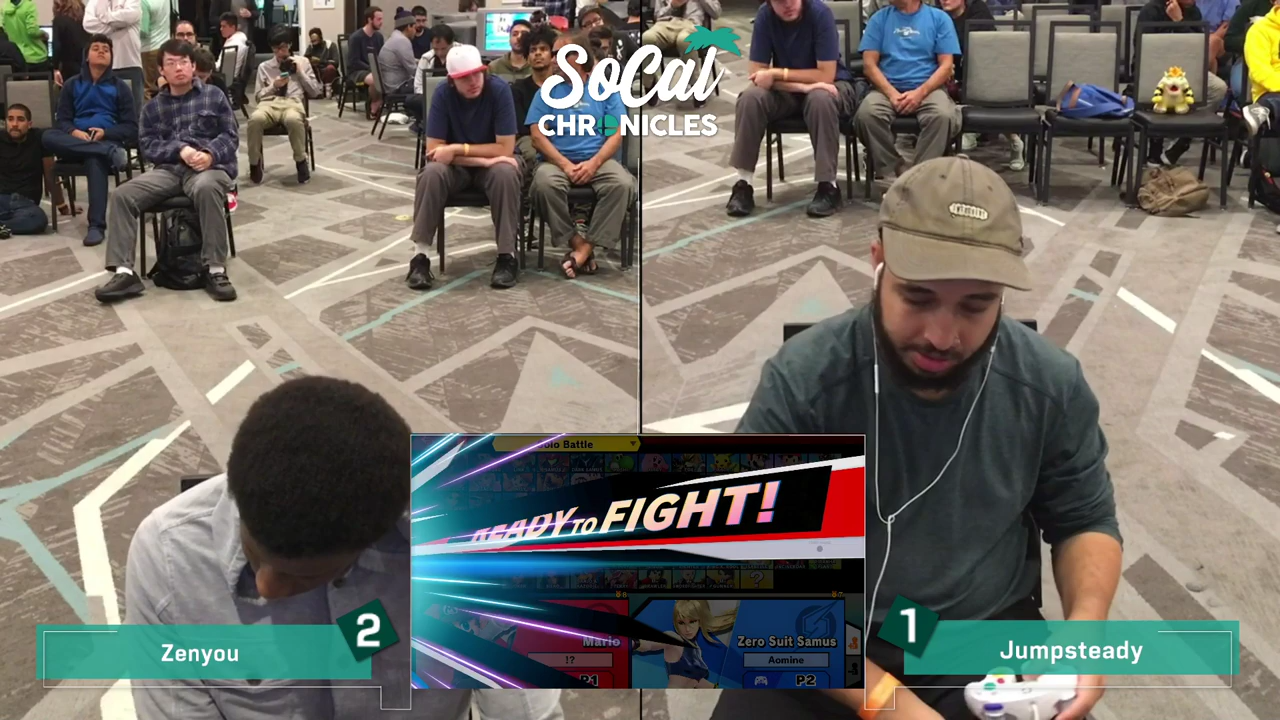 SoCal
CHRONICLES
Solo Battle
READY TO FIGHT!
Mario
!?
P1
Zero Suit Samus
Aomine
P2
Zenyou
2
1
Jumpsteady